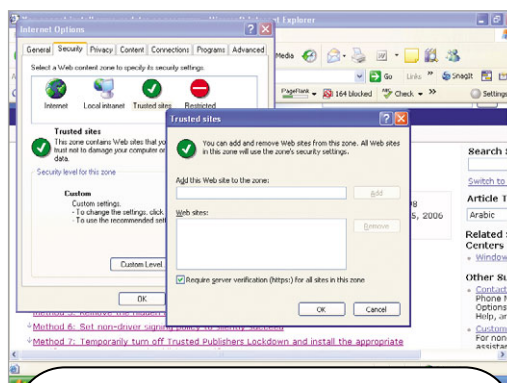 Internet Explorer
Internet Options
General Security Privacy Content Connections Programs Advanced
Select a Web content zone to specify its security settings.
Internet Local intranet Trusted sites Restricted
Trusted sites
This zone contains Web sites that you
trust not to damage your computer or
data.
Security level for this zone
Custom
Custom settings.
- To change the settings, click
- To use the recommended set
Custom Level
OK
Media
Go Links » SnagIt
PageRank 164 blocked Check » Settings
Trusted sites
You can add and remove Web sites from this zone. All Web sites
in this zone will use the zone's security settings.
Add this Web site to the zone:
Add
Web sites:
Remove
Require server verification (https:) for all sites in this zone
OK Cancel
Search
Switch to
Article T
5, 2006
Arabic
Related
Centers
Window
Other Su
Contact
Phone N
Options
Help, ar
Custom
For non
assistan
Method 6: Set non-driver signing policy to Silently Succeed
Method 7: Temporarily turn off Trusted Publishers Lockdown and install the appropriate